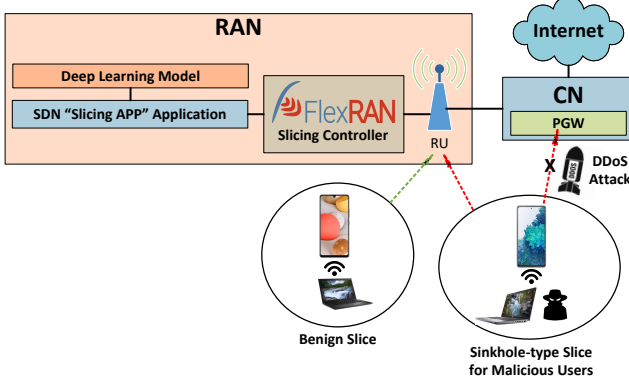 RAN
Internet
Deep Learning Model
SDN “Slicing APP” Application
FlexRAN
Slicing Controller
RU
CN
PGW
X
DDoS
Attack
DDOS
Benign Slice
Sinkhole-type Slice
for Malicious Users